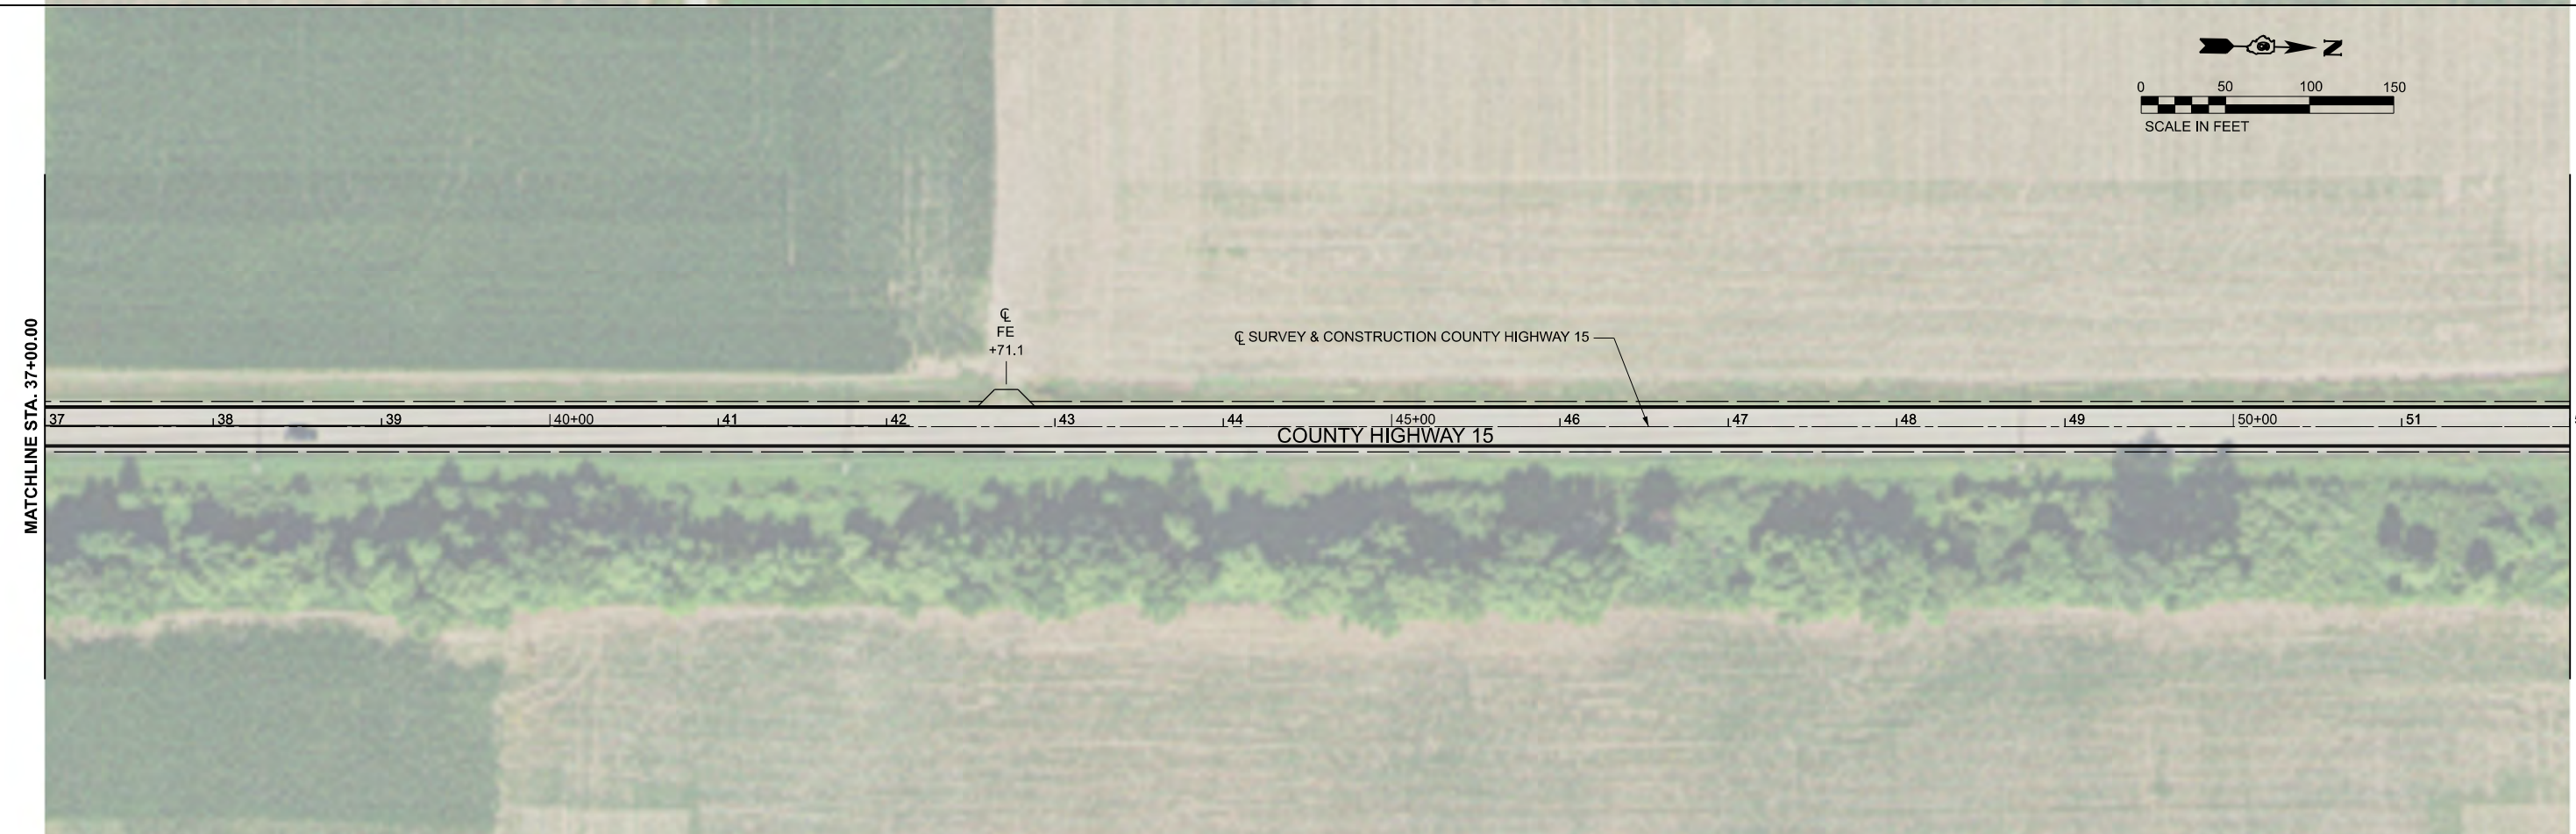 N
0 50 100 150
SCALE IN FEET
℄
FE
+71.1
℄ SURVEY & CONSTRUCTION COUNTY HIGHWAY 15
MATCHLINE STA. 37+00.00
37 38 39 40+00 41 42 43 44 45+00 46 47 48 49 50+00 51
COUNTY HIGHWAY 15